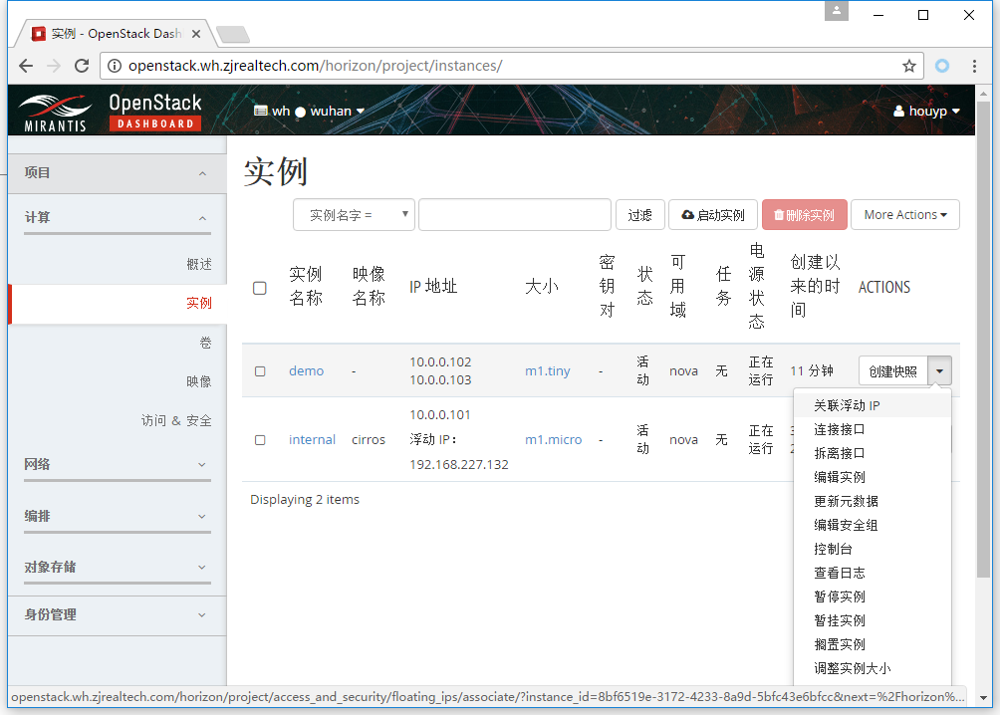 实例 - OpenStack Dash
openstack.wh.zjrealtech.com/horizon/project/instances/
MIRANTIS
OpenStack
DASHBOARD
wh wuhan
houyp
项目
计算
概述
实例
卷
映像
访问 & 安全
网络
编排
对象存储
身份管理
实例
实例名字 =
过滤
启动实例
删除实例
More Actions
实例名称
映像名称
IP 地址
大小
密钥对
状态
可用域
任务
电源状态
创建以来的时间
ACTIONS
demo
-
10.0.0.102
10.0.0.103
m1.tiny
-
活动
nova
无
正在运行
11 分钟
创建快照
internal
cirros
10.0.0.101
浮动 IP：
192.168.227.132
m1.micro
-
活动
nova
无
正在运行
Displaying 2 items
关联浮动 IP
连接接口
拆离接口
编辑实例
更新元数据
编辑安全组
控制台
查看日志
暂停实例
暂挂实例
搁置实例
调整实例大小
openstack.wh.zjrealtech.com/horizon/project/access_and_security/floating_ips/associate/?instance_id=8bf6519e-3172-4233-8a9d-5bfc43e6bfcc&next=%2Fhorizon%...